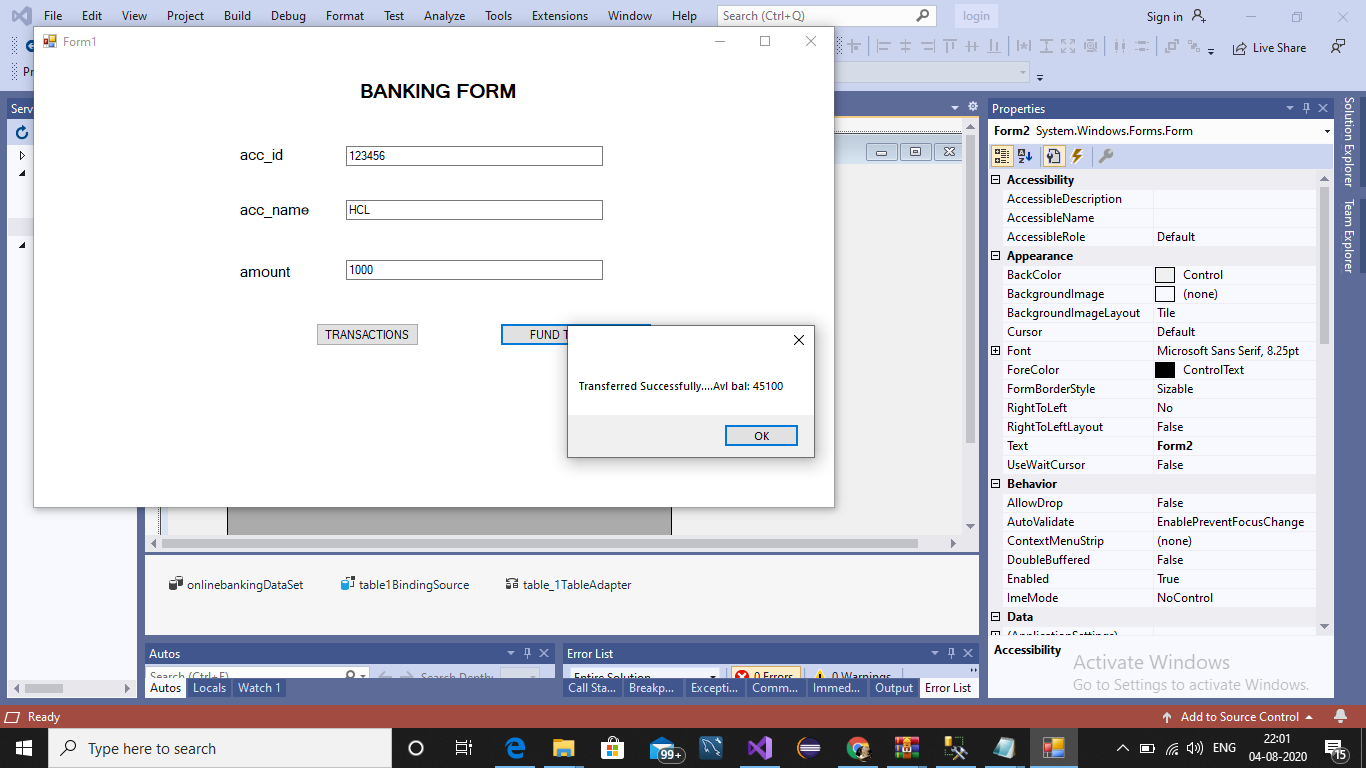 File Edit View Project Build Debug Format Test Analyze Tools Extensions Window Help Search (Ctrl+Q) login Sign in
Live Share
Form1
BANKING FORM
acc_id 123456
acc_name HCL
amount 1000
TRANSACTIONS FUND T
Transferred Successfully....Avl bal: 45100
OK
Pr
Serv
onlinebankingDataSet table1BindingSource table_1TableAdapter
Autos
Search (Ctrl+E) Search Depth:
Autos Locals Watch 1
Error List
Entire Solution 0 Errors 0 Warnings
Call Sta... Breakp... Excepti... Comm... Immed... Output Error List
Properties
Form2 System.Windows.Forms.Form
Accessibility
AccessibleDescription
AccessibleName
AccessibleRole Default
Appearance
BackColor Control
BackgroundImage (none)
BackgroundImageLayout Tile
Cursor Default
Font Microsoft Sans Serif, 8.25pt
ForeColor ControlText
FormBorderStyle Sizable
RightToLeft No
RightToLeftLayout False
Text Form2
UseWaitCursor False
Behavior
AllowDrop False
AutoValidate EnablePreventFocusChange
ContextMenuStrip (none)
DoubleBuffered False
Enabled True
ImeMode NoControl
Data
(ApplicationSettings)
Accessibility
Activate Windows
Go to Settings to activate Windows.
Solution Explorer
Team Explorer
Ready Add to Source Control
Type here to search 99+ ENG 22:01
04-08-2020 15